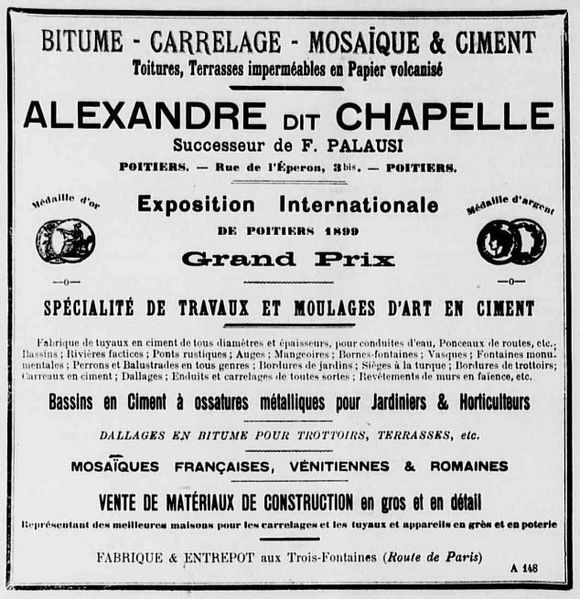 BITUME - CARRELAGE - MOSAÏQUE & CIMENT
Toitures, Terrasses imperméables en Papier volcanisé
ALEXANDRE DIT CHAPELLE
Successeur de F. PALAUSI
POITIERS. — Rue de l'Éperon, 3bis. — POITIERS.
Médaille d'or
Exposition Internationale
Médaille d'argent
DE POITIERS 1899
Grand Prix
SPÉCIALITÉ DE TRAVAUX ET MOULAGES D'ART EN CIMENT
Fabrique de tuyaux en ciment de tous diamètres et épaisseurs, pour conduites d'eau, Ponceaux de routes, etc.;
Bassins; Rivières factices; Ponts rustiques; Auges; Mangeoires; Bornes-fontaines; Vasques; Fontaines monu-
mentales; Perrons et Balustrades en tous genres; Bordures de jardins; Sièges à la turque; Bordures de trottoirs;
Carreaux en ciment; Dallages; Enduits et carrelages de toutes sortes; Revêtements de murs en faïence, etc.
Bassins en Ciment à ossatures métalliques pour Jardiniers & Horticulteurs
DALLAGES EN BITUME POUR TROTTOIRS, TERRASSES, etc.
MOSAÏQUES FRANÇAISES, VÉNITIENNES & ROMAINES
VENTE DE MATÉRIAUX DE CONSTRUCTION en gros et en détail
Représentant des meilleures maisons pour les carrelages et les tuyaux et appareils en grès et en poterie
FABRIQUE & ENTREPOT aux Trois-Fontaines (Route de Paris)
A 148